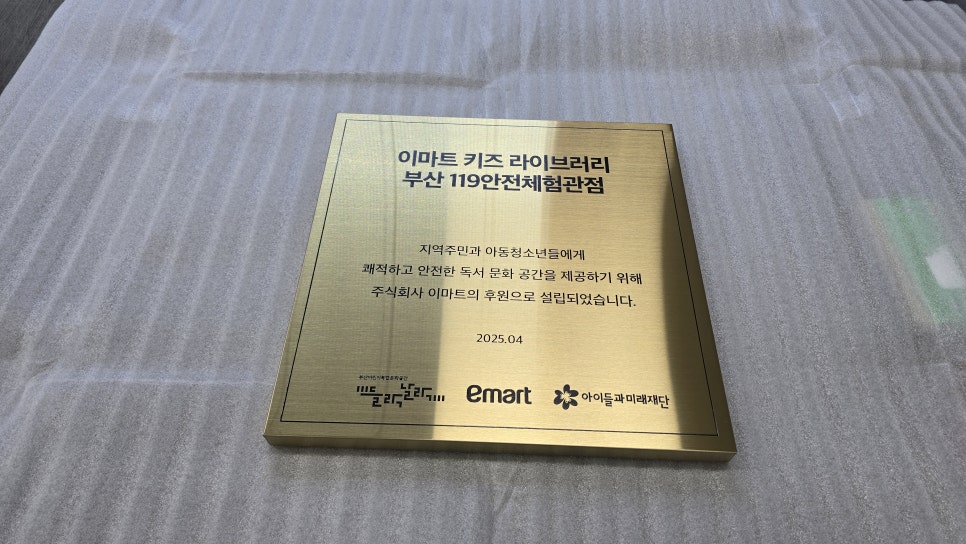 이마트 키즈 라이브러리
부산 119안전체험관점
지역주민과 아동청소년들에게
쾌적하고 안전한 독서 문화 공간을 제공하기 위해
주식회사 이마트의 후원으로 설립되었습니다.
2025.04
들락날락
emart
아이들과미래재단